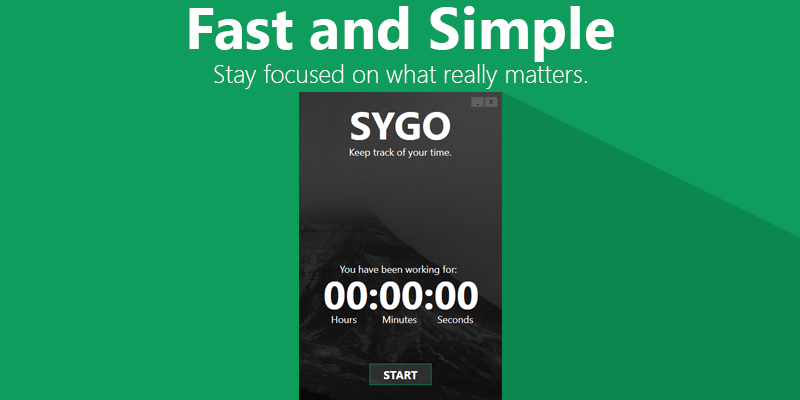 Fast and Simple
Stay focused on what really matters.
_ X
SYGO
Keep track of your time.
You have been working for:
00:00:00
Hours Minutes Seconds
START